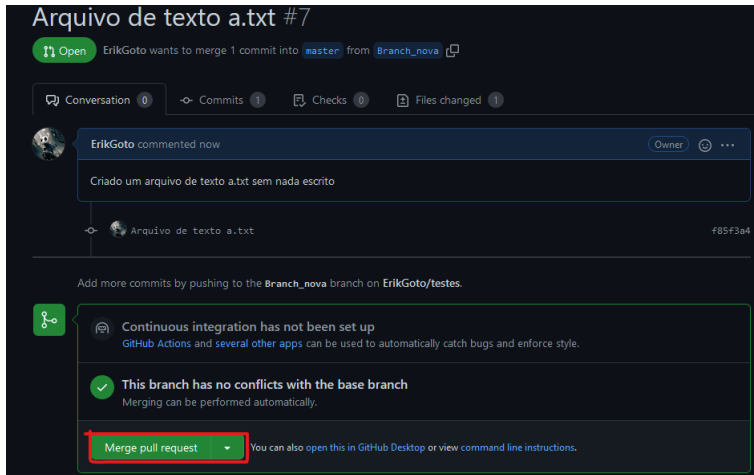 Arquivo de texto a.txt #7
Open ErikGoto wants to merge 1 commit into master from Branch_nova
Conversation 0 Commits 1 Checks 0 Files changed 1
ErikGoto commented now Owner
Criado um arquivo de texto a.txt sem nada escrito
Arquivo de texto a.txt f85f3a4
Add more commits by pushing to the Branch_nova branch on ErikGoto/testes.
Continuous integration has not been set up
GitHub Actions and several other apps can be used to automatically catch bugs and enforce style.
This branch has no conflicts with the base branch
Merging can be performed automatically.
Merge pull request You can also open this in GitHub Desktop or view command line instructions.